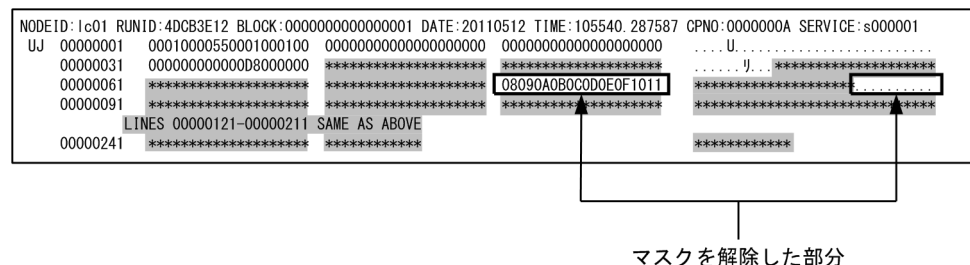 NODEID:lc01 RUNID:4DCB3E12 BLOCK:0000000000000001 DATE:20110512 TIME:105540.287587 CPNO:0000000A SERVICE:s000001
UJ 00000001 00010000550001000100 00000000000000000000 00000000000000000000 ....U.........................
00000031 000000000000D8000000 ******************** ******************** ......リ...********************
00000061 ******************** ******************** 08090A0B0C0D0E0F1011 ********************..........
00000091 ******************** ******************** ******************** ******************************
LINES 00000121-00000211 SAME AS ABOVE
00000241 ******************** ************ ************
マスクを解除した部分